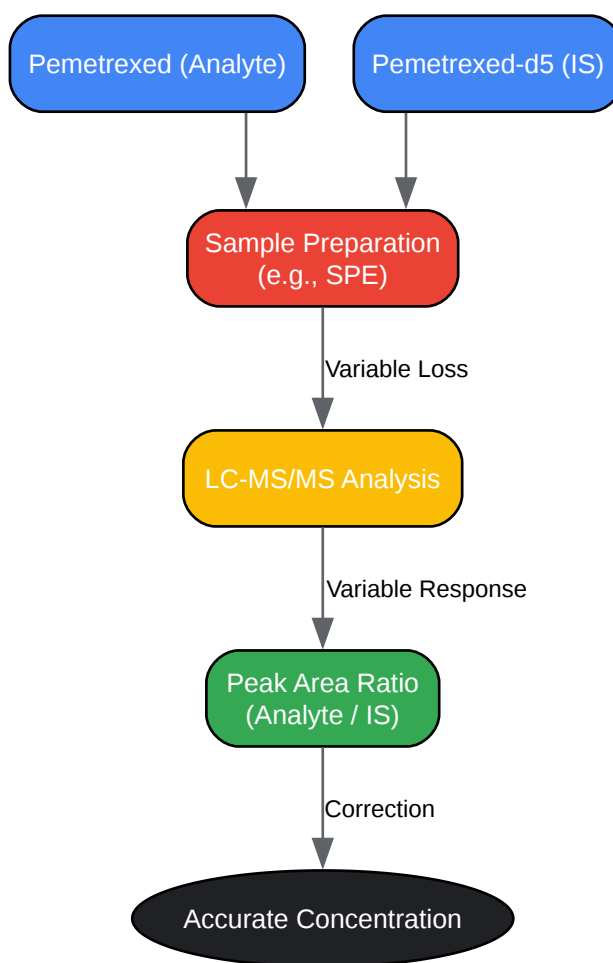 Pemetrexed (Analyte)
Pemetrexed-d5 (IS)
Sample Preparation
(e.g., SPE)
Variable Loss
LC-MS/MS Analysis
Variable Response
Peak Area Ratio
(Analyte / IS)
Correction
Accurate Concentration